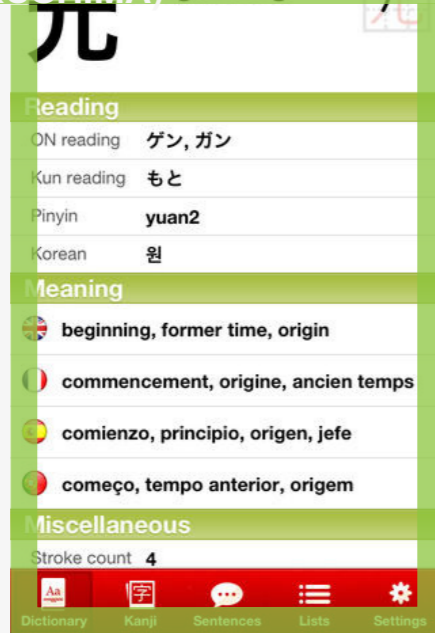 元
Reading
ON reading ゲン, ガン
Kun reading もと
Pinyin yuan2
Korean 원
Meaning
beginning, former time, origin
commencement, origine, ancien temps
comienzo, principio, origen, jefe
começo, tempo anterior, origem
Miscellaneous
Stroke count 4
Aa 字
Dictionary Kanji Sentences Lists Settings